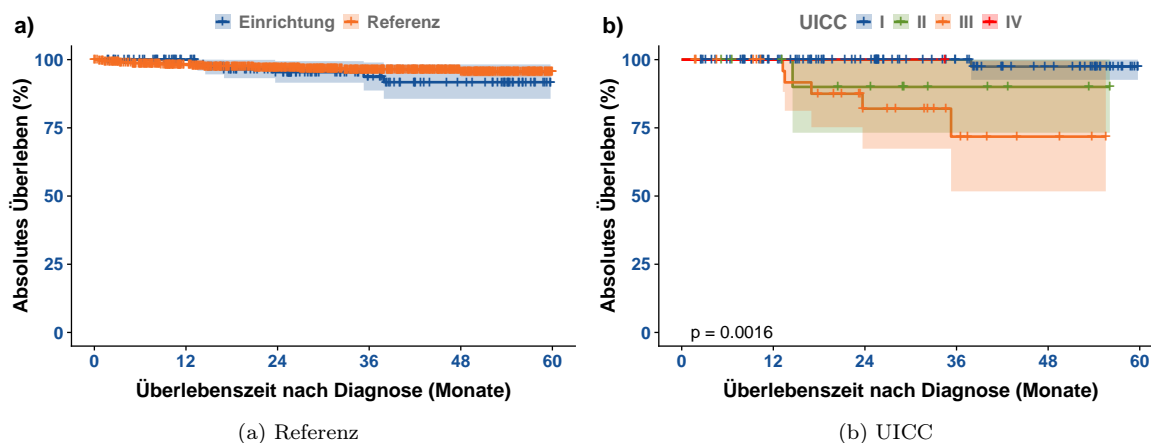 a)
Einrichtung Referenz
Absolutes Überleben (%)
100
75
50
25
0
0 12 24 36 48 60
Überlebenszeit nach Diagnose (Monate)
(a) Referenz
b)
UICC I II III IV
Absolutes Überleben (%)
100
75
50
25
0
p = 0.0016
0 12 24 36 48 60
Überlebenszeit nach Diagnose (Monate)
(b) UICC